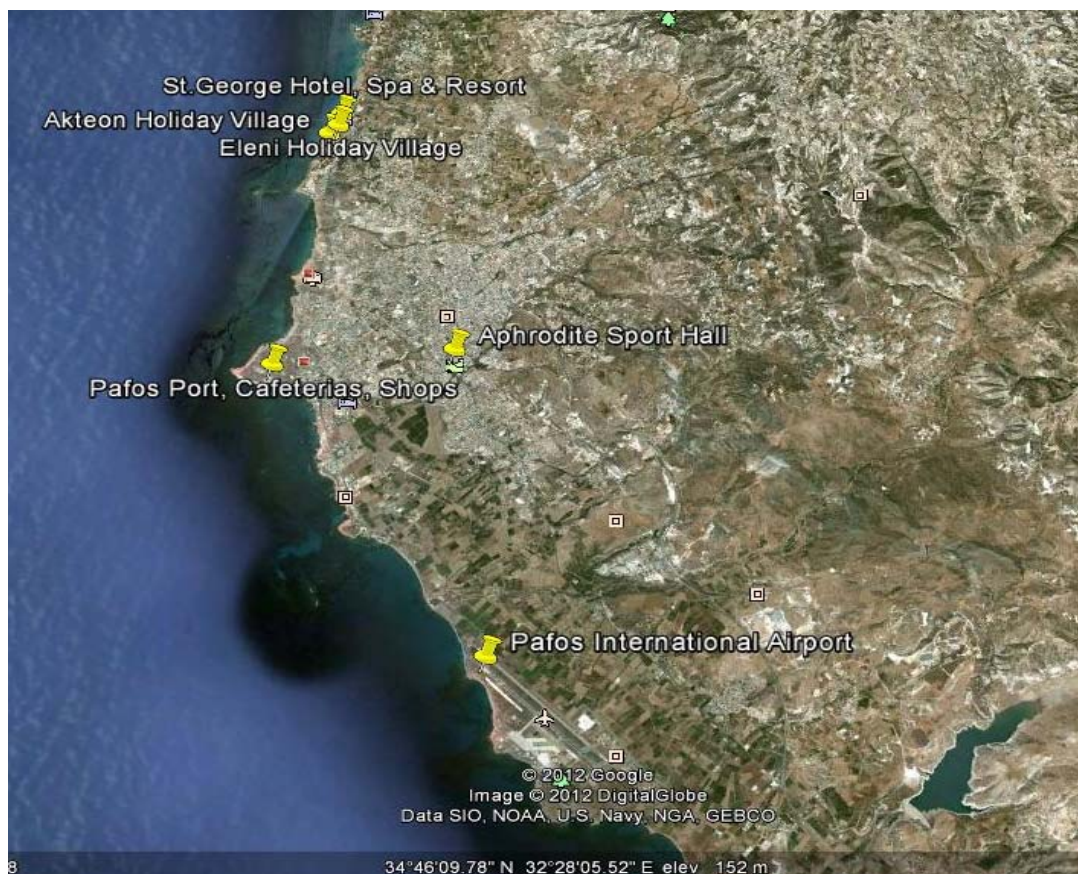 St.George Hotel, Spa & Resort
Akteon Holiday Village
Eleni Holiday Village
Aphrodite Sport Hall
Pafos Port, Cafeterias, Shops
Pafos International Airport
© 2012 Google
Image © 2012 DigitalGlobe
Data SIO, NOAA, U.S. Navy, NGA, GEBCO
8 34°46'09.78" N 32°28'05.52" E elev 152 m